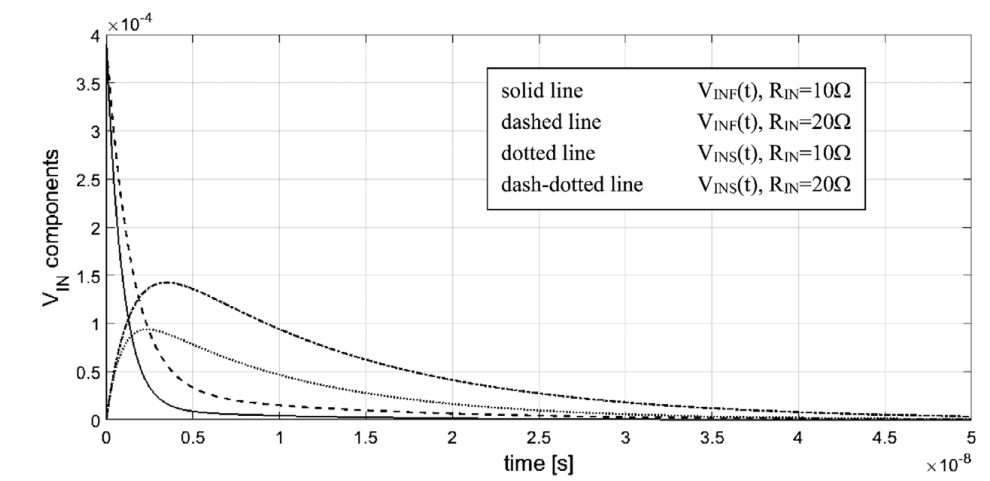 ×10⁻⁴
4
3.5
3
2.5
2
1.5
1
0.5
0
V_IN components
solid line V_INF(t), R_IN=10Ω
dashed line V_INF(t), R_IN=20Ω
dotted line V_INS(t), R_IN=10Ω
dash-dotted line V_INS(t), R_IN=20Ω
0 0.5 1 1.5 2 2.5 3 3.5 4 4.5 5
time [s]
×10⁻⁸